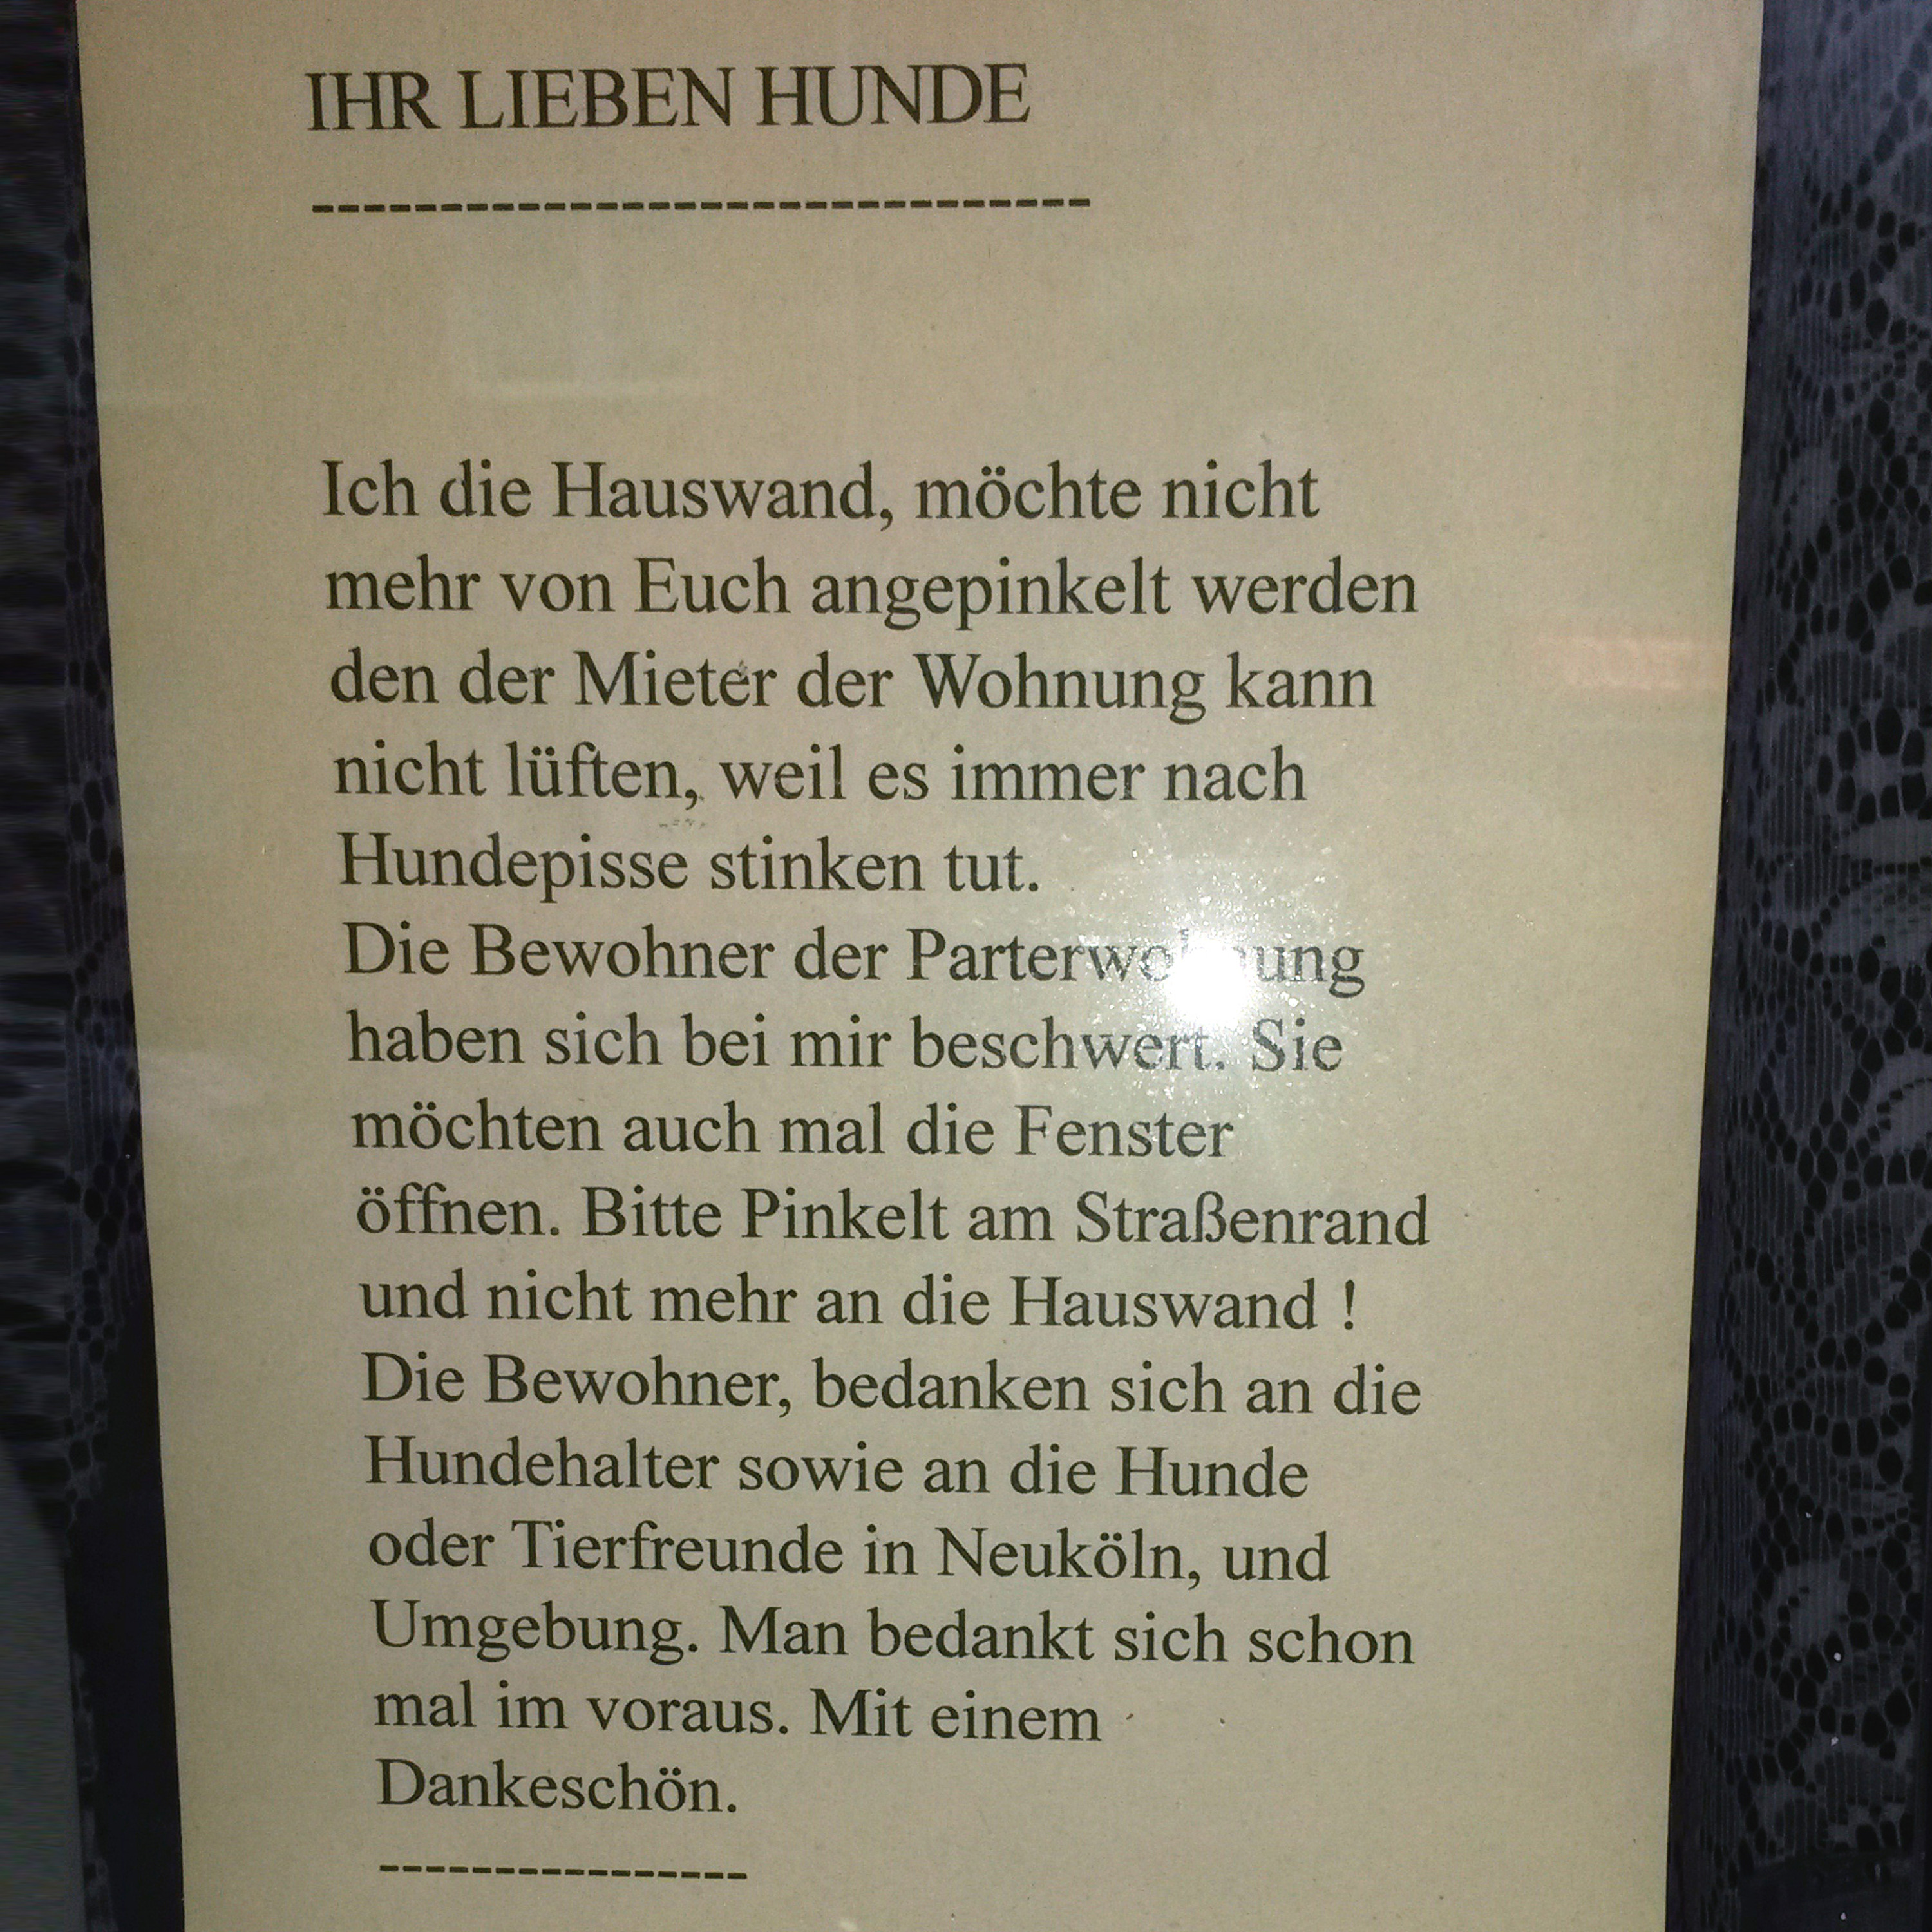 IHR LIEBEN HUNDE
------------------------------
Ich die Hauswand, möchte nicht
mehr von Euch angepinkelt werden
den der Mieter der Wohnung kann
nicht lüften, weil es immer nach
Hundepisse stinken tut.
Die Bewohner der Parterwohnung
haben sich bei mir beschwert. Sie
möchten auch mal die Fenster
öffnen. Bitte Pinkelt am Straßenrand
und nicht mehr an die Hauswand !
Die Bewohner, bedanken sich an die
Hundehalter sowie an die Hunde
oder Tierfreunde in Neuköln, und
Umgebung. Man bedankt sich schon
mal im voraus. Mit einem
Dankeschön.
----------------